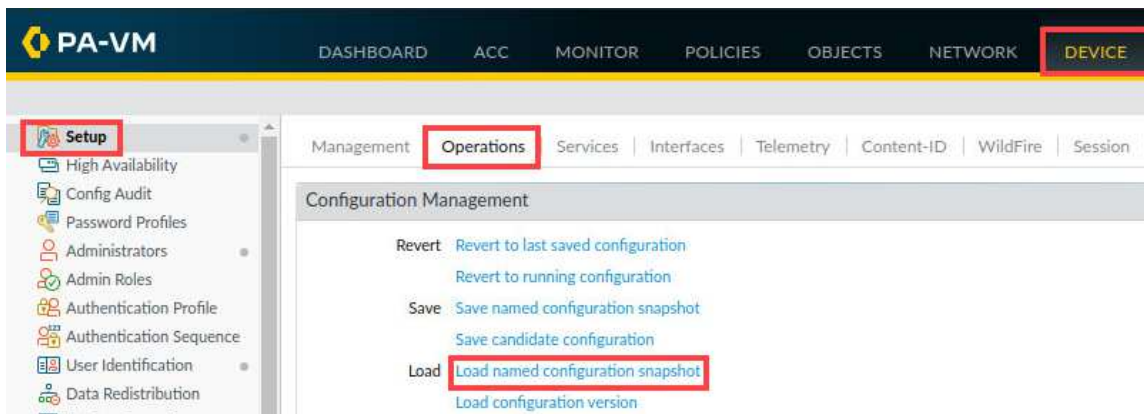 PA-VM
DASHBOARD ACC MONITOR POLICIES OBJECTS NETWORK DEVICE
Setup
High Availability
Config Audit
Password Profiles
Administrators
Admin Roles
Authentication Profile
Authentication Sequence
User Identification
Data Redistribution
Management Operations Services Interfaces Telemetry Content-ID WildFire Session
Configuration Management
Revert Revert to last saved configuration
Revert to running configuration
Save Save named configuration snapshot
Save candidate configuration
Load Load named configuration snapshot
Load configuration version